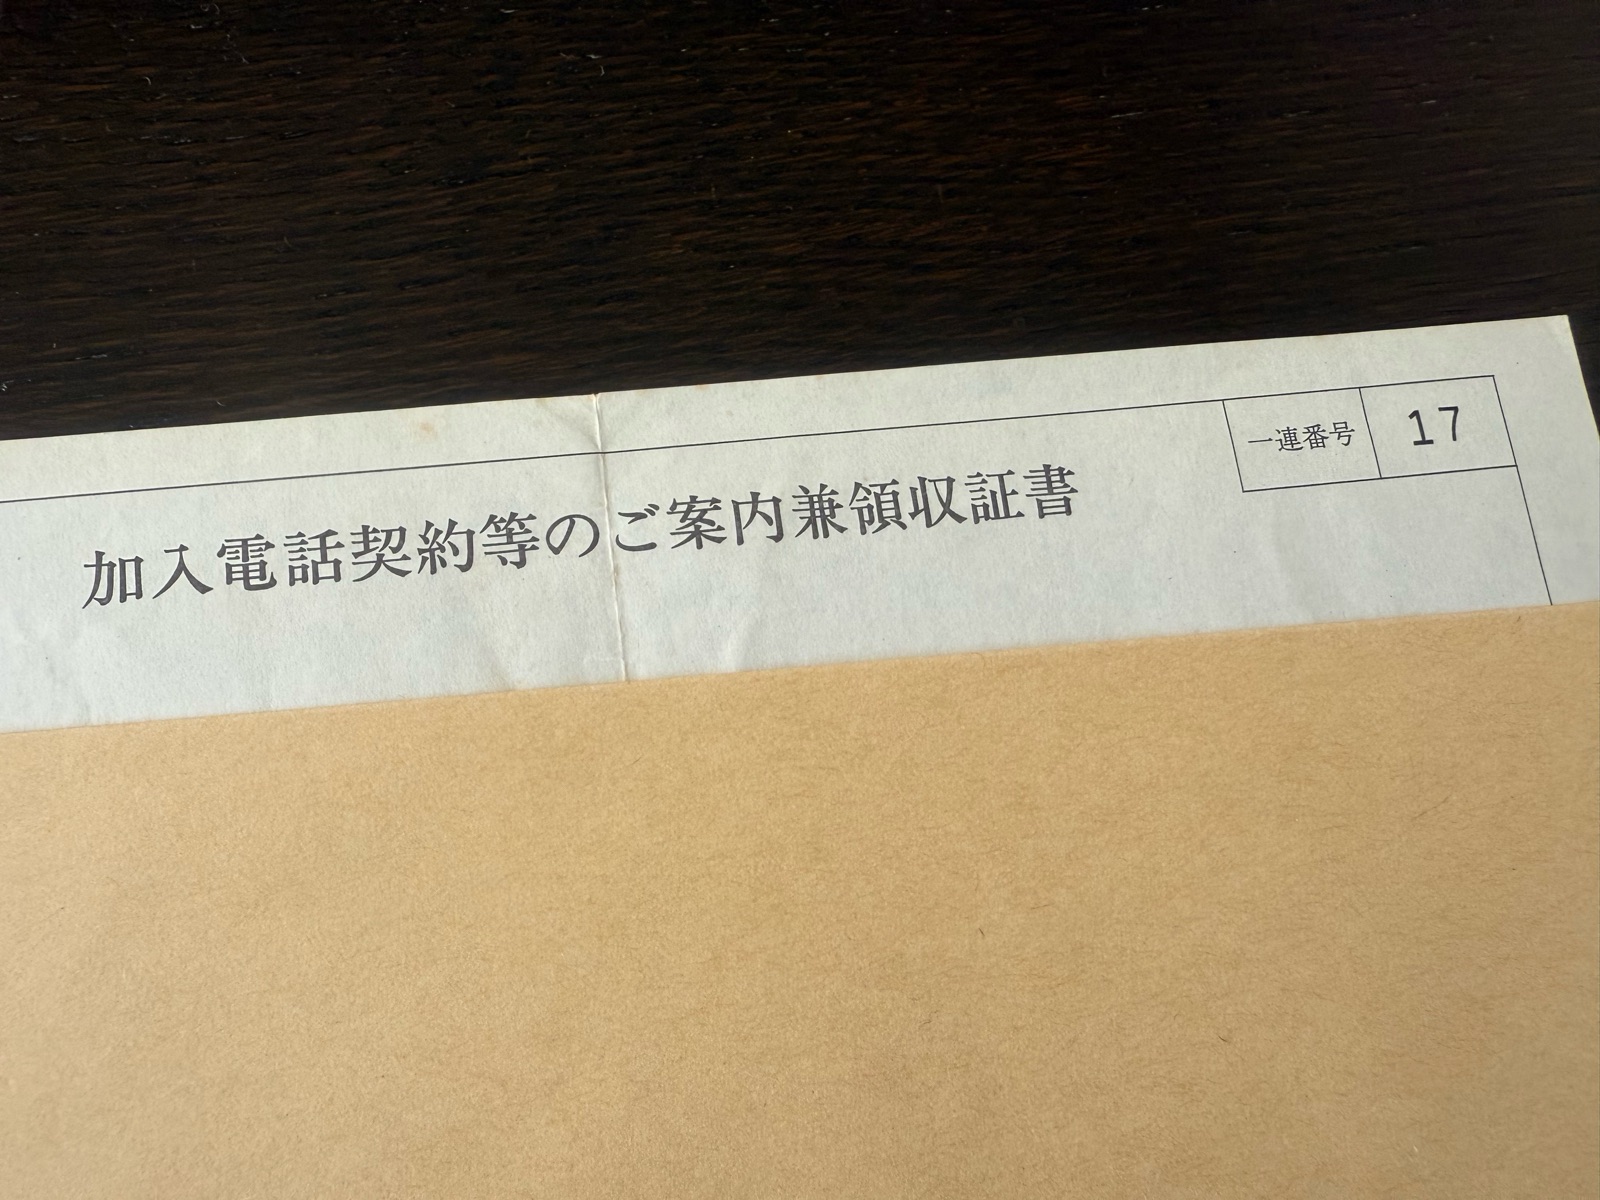 一連番号 17
加入電話契約等のご案内兼領収証書